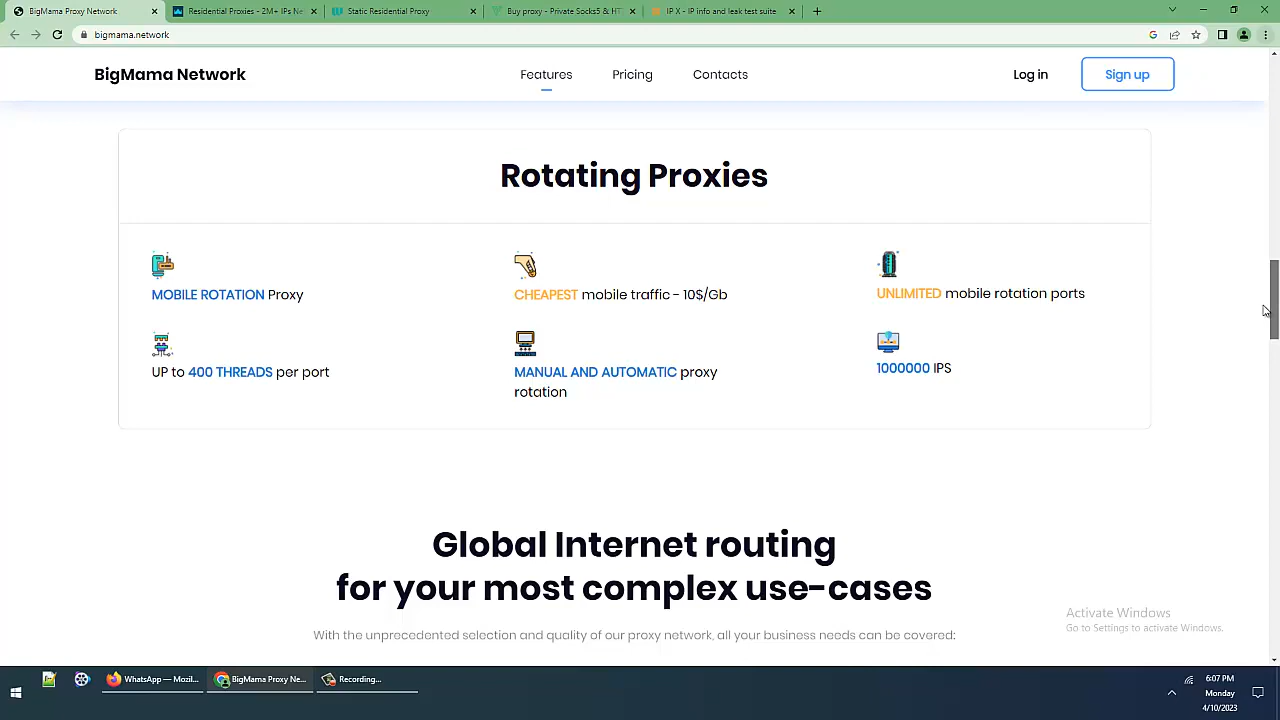 BigMama Proxy Network
Residential Proxies - 2M+ IPs Ne
Static Residential Proxy
Buy proxy - Private Socks5 & HT
IP X - IP info and leak test suite
bigmama.network
BigMama Network
Features
Pricing
Contacts
Log in
Sign up
Rotating Proxies
MOBILE ROTATION Proxy
CHEAPEST mobile traffic - 10$/Gb
UNLIMITED mobile rotation ports
UP to 400 THREADS per port
MANUAL AND AUTOMATIC proxy
rotation
1000000 IPS
Global Internet routing
for your most complex use-cases
With the unprecedented selection and quality of our proxy network, all your business needs can be covered:
Activate Windows
Go to Settings to activate Windows.
WhatsApp — Mozil...
BigMama Proxy Ne...
Recording...
6:07 PM
Monday
4/10/2023